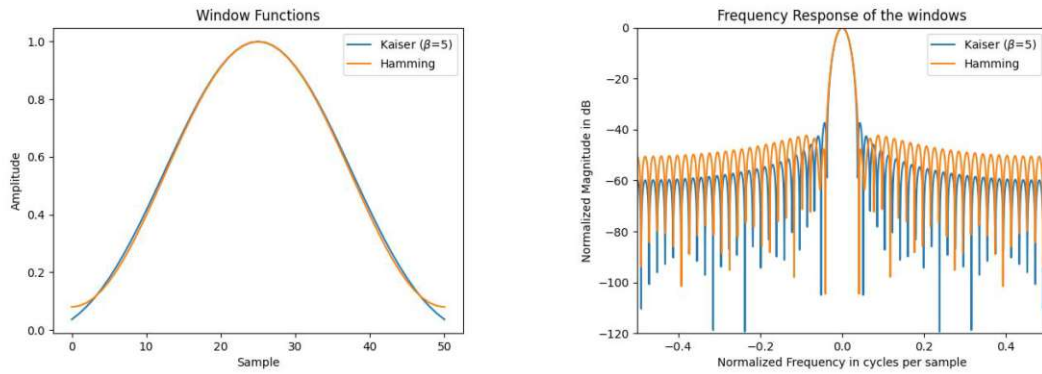 Window Functions
Kaiser (β=5)
Hamming
Amplitude
1.0
0.8
0.6
0.4
0.2
0.0
0
10
20
30
40
50
Sample
Frequency Response of the windows
Kaiser (β=5)
Hamming
Normalized Magnitude in dB
0
−20
−40
−60
−80
−100
−120
−0.4
−0.2
0.0
0.2
0.4
Normalized Frequency in cycles per sample